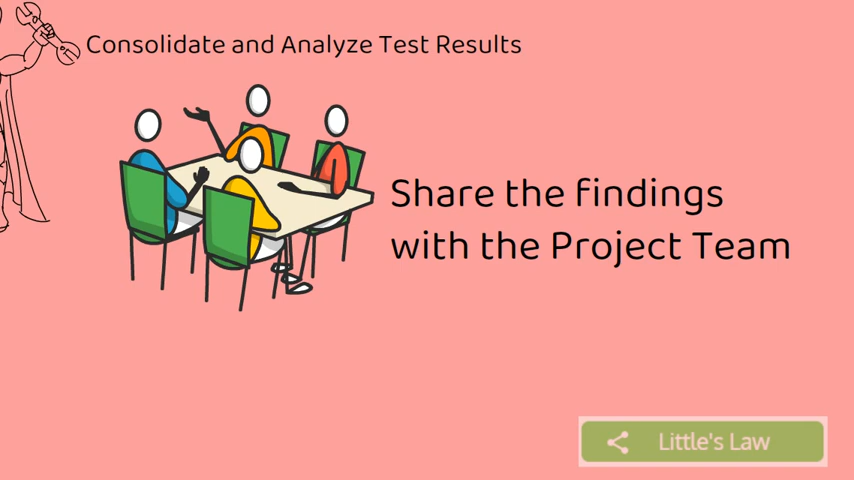 Consolidate and Analyze Test Results
Share the findings
with the Project Team
Little's Law